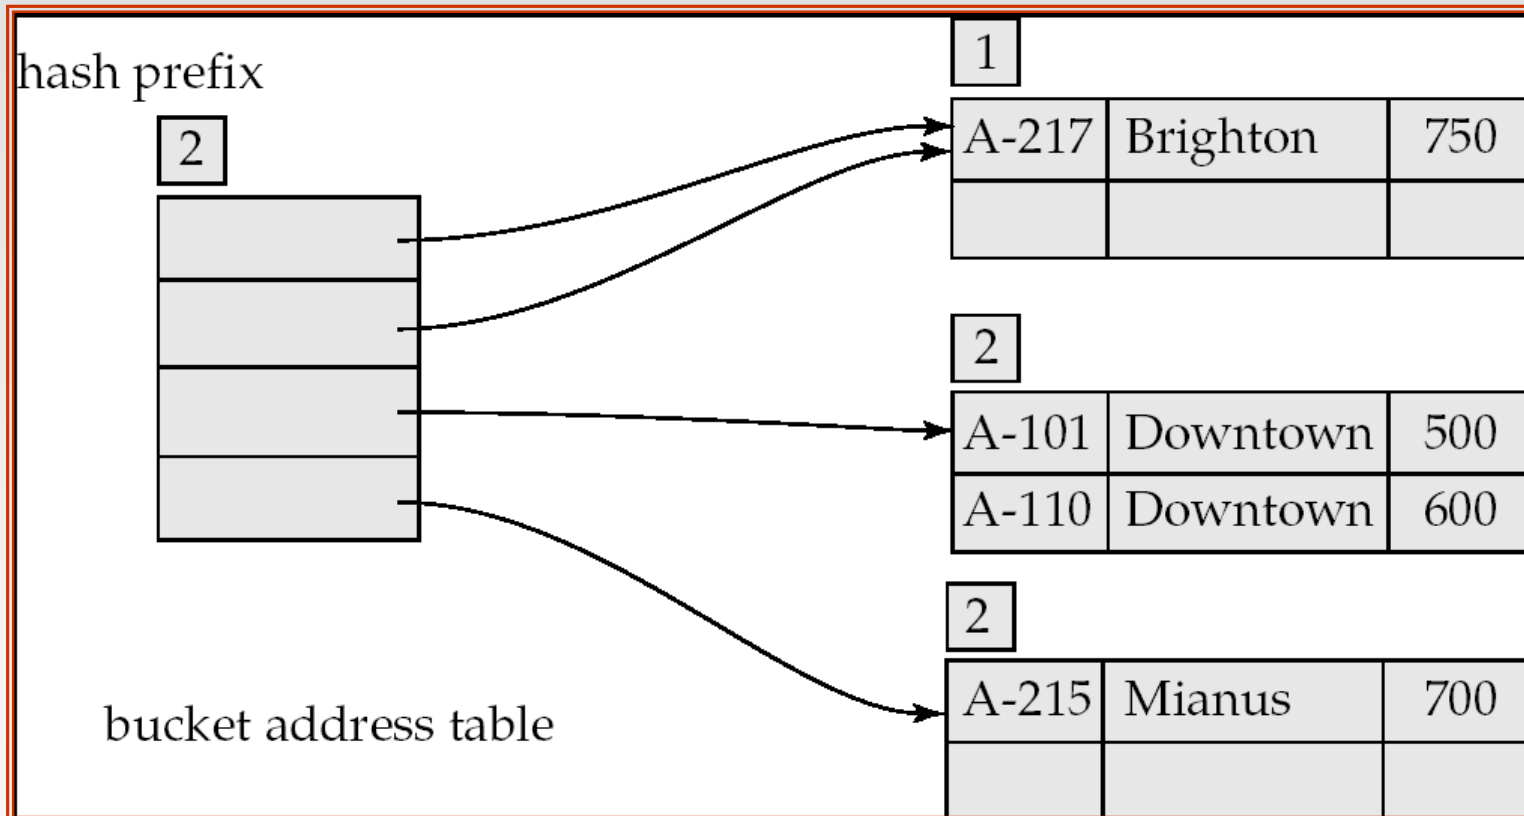 hash prefix
2
1
A-217 Brighton 750
2
A-101 Downtown 500
A-110 Downtown 600
2
A-215 Mianus 700
bucket address table